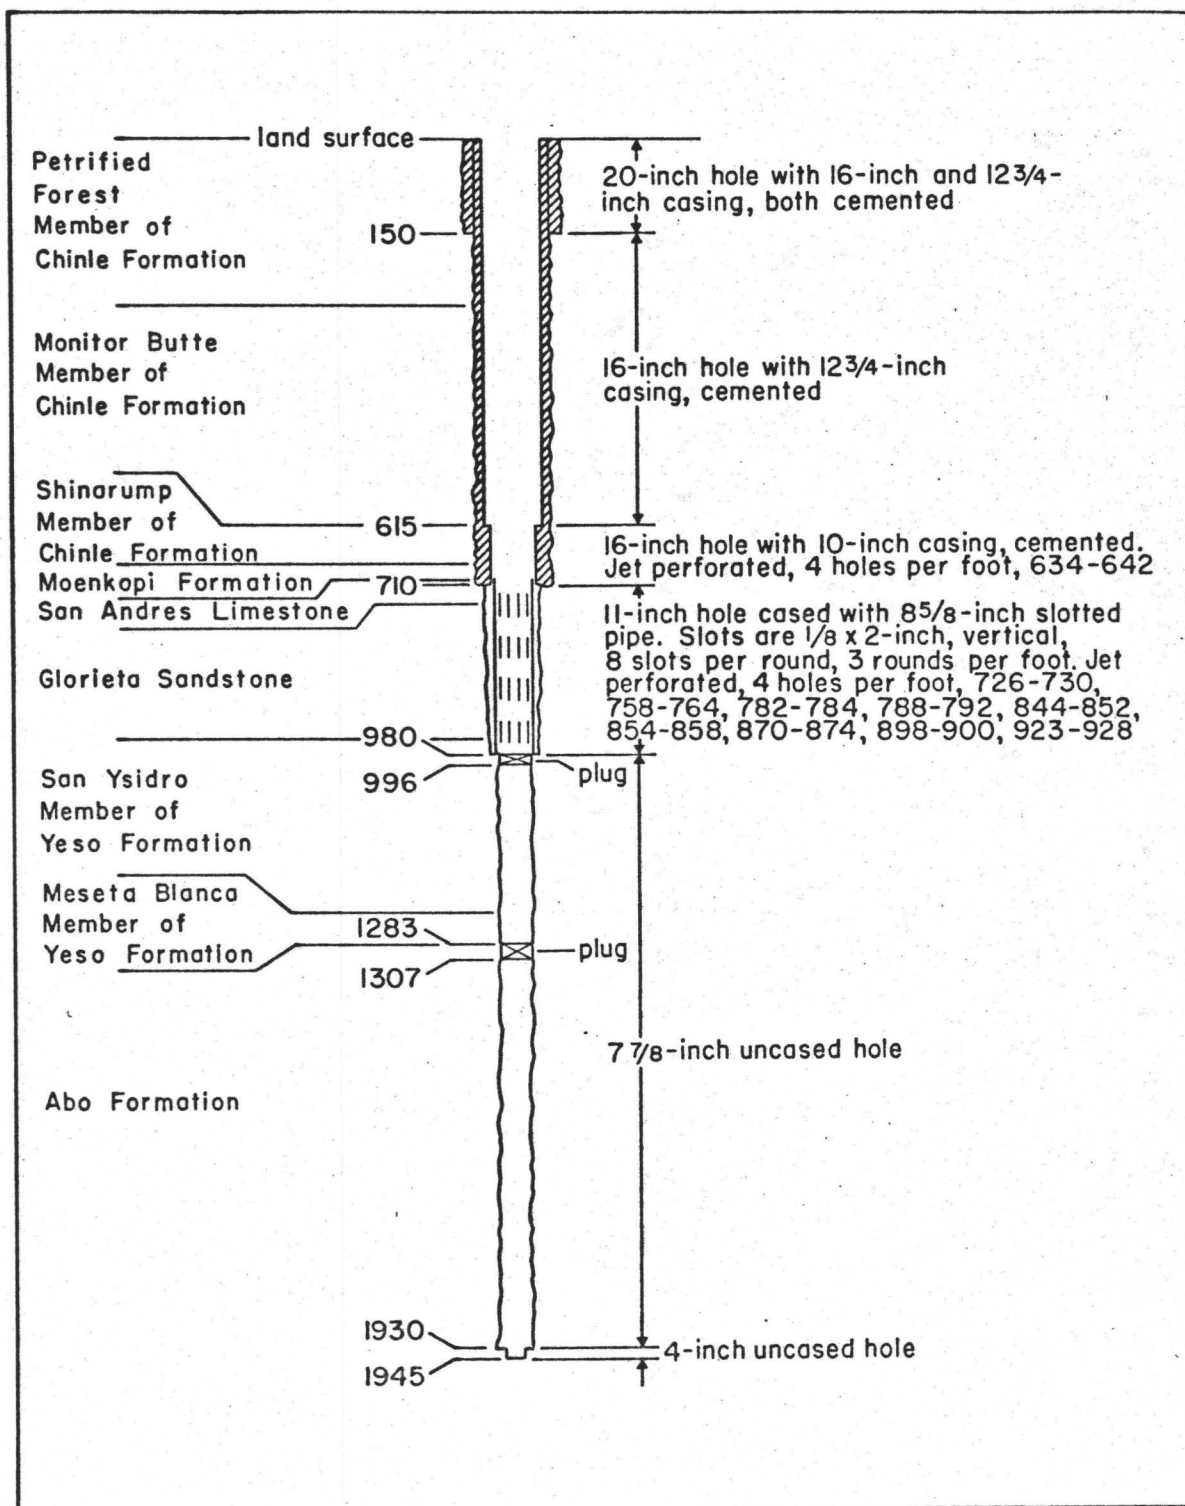 land surface
Petrified
Forest
Member of
Chinle Formation
150
20-inch hole with 16-inch and 12 3/4-
inch casing, both cemented
Monitor Butte
Member of
Chinle Formation
16-inch hole with 12 3/4-inch
casing, cemented
Shinarump
Member of
Chinle Formation
615
16-inch hole with 10-inch casing, cemented.
Jet perforated, 4 holes per foot, 634-642
Moenkopi Formation
710
San Andres Limestone
11-inch hole cased with 8 5/8-inch slotted
pipe. Slots are 1/8 x 2-inch, vertical,
8 slots per round, 3 rounds per foot. Jet
perforated, 4 holes per foot, 726-730,
758-764, 782-784, 788-792, 844-852,
854-858, 870-874, 898-900, 923-928
Glorieta Sandstone
980
996
plug
San Ysidro
Member of
Yeso Formation
Meseta Blanca
Member of
Yeso Formation
1283
plug
1307
7 7/8-inch uncased hole
Abo Formation
1930
4-inch uncased hole
1945